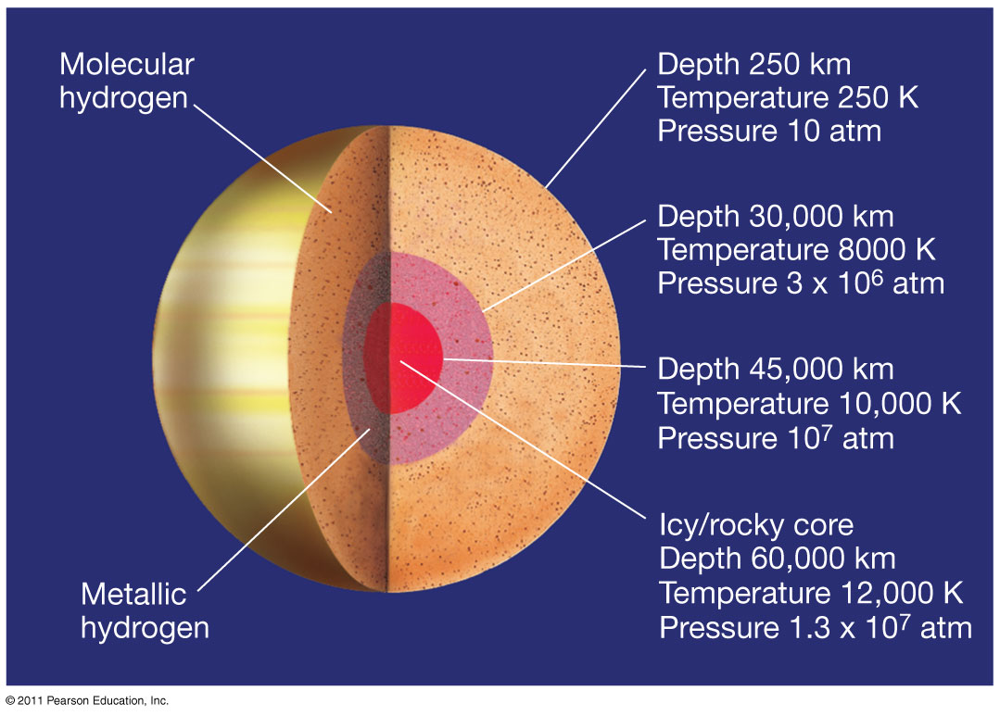 Molecular
hydrogen
Depth 250 km
Temperature 250 K
Pressure 10 atm
Depth 30,000 km
Temperature 8000 K
Pressure 3 x 10⁶ atm
Depth 45,000 km
Temperature 10,000 K
Pressure 10⁷ atm
Icy/rocky core
Depth 60,000 km
Temperature 12,000 K
Pressure 1.3 x 10⁷ atm
Metallic
hydrogen
© 2011 Pearson Education, Inc.